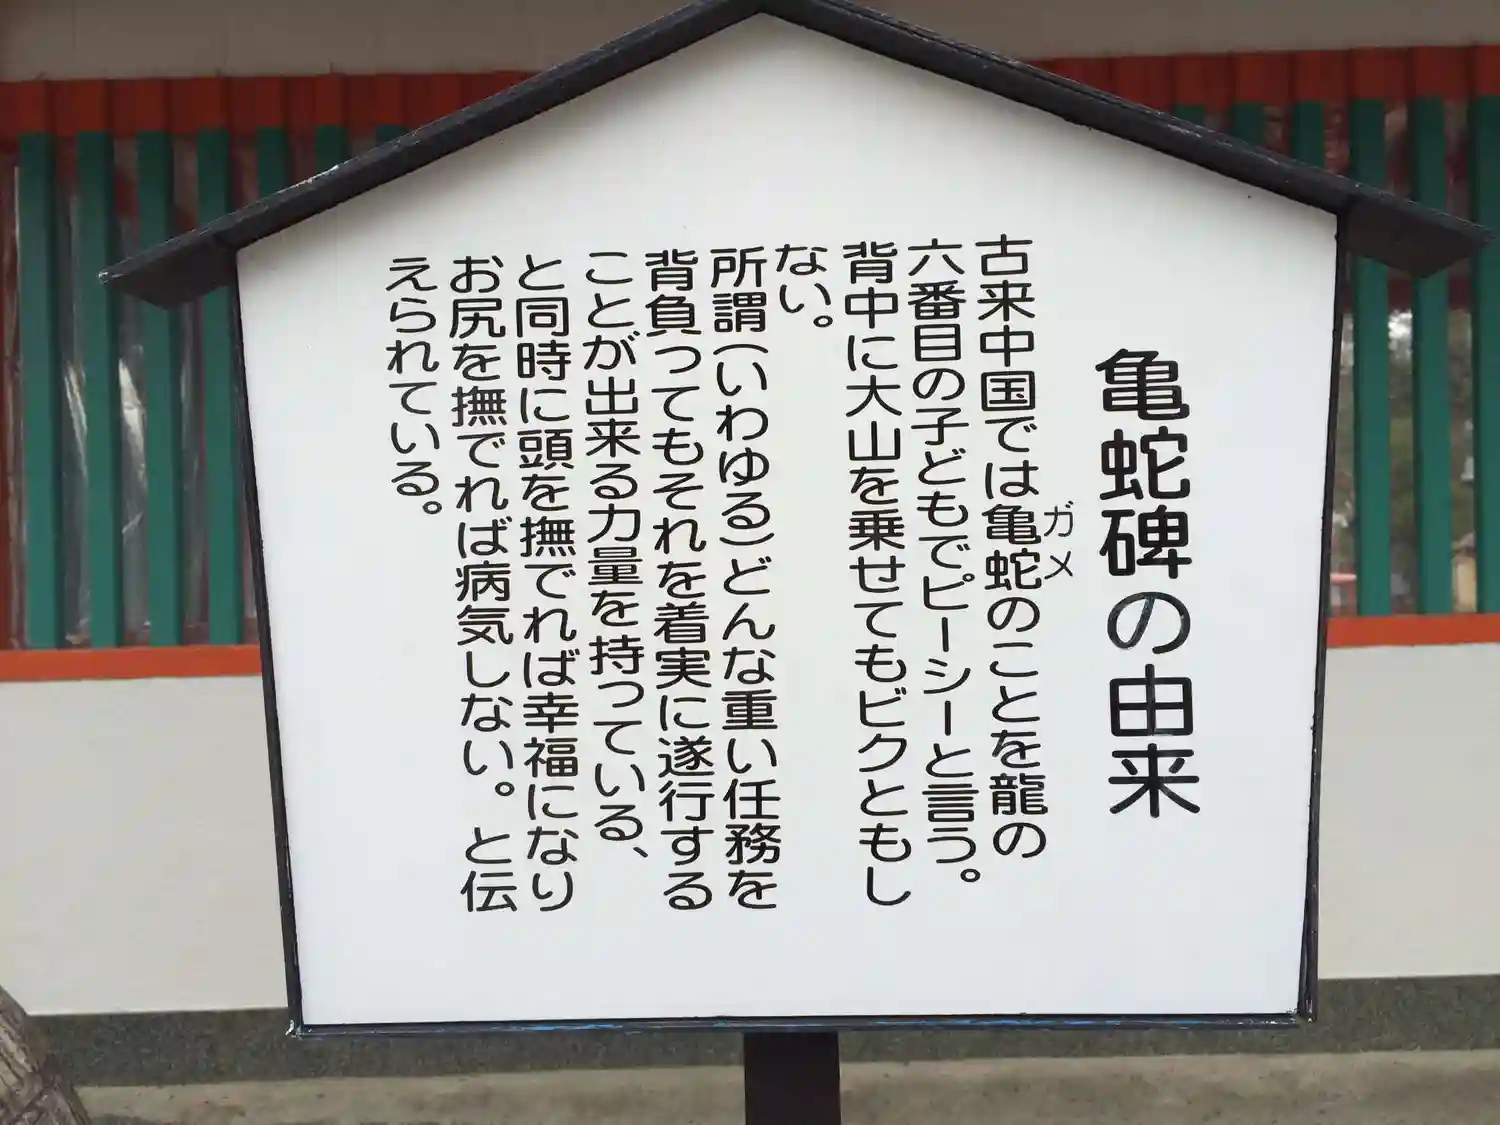 亀蛇碑の由来
古来中国では亀蛇のことを龍の
ガメ
六番目の子どもでピーシーと言う。
背中に大山を乗せてもビクともし
ない。
所謂(いわゆる)どんな重い任務を
背負ってもそれを着実に遂行する
ことが出来る力量を持っている、
と同時に頭を撫でれば幸福になり
お尻を撫でれば病気しない。と伝
えられている。